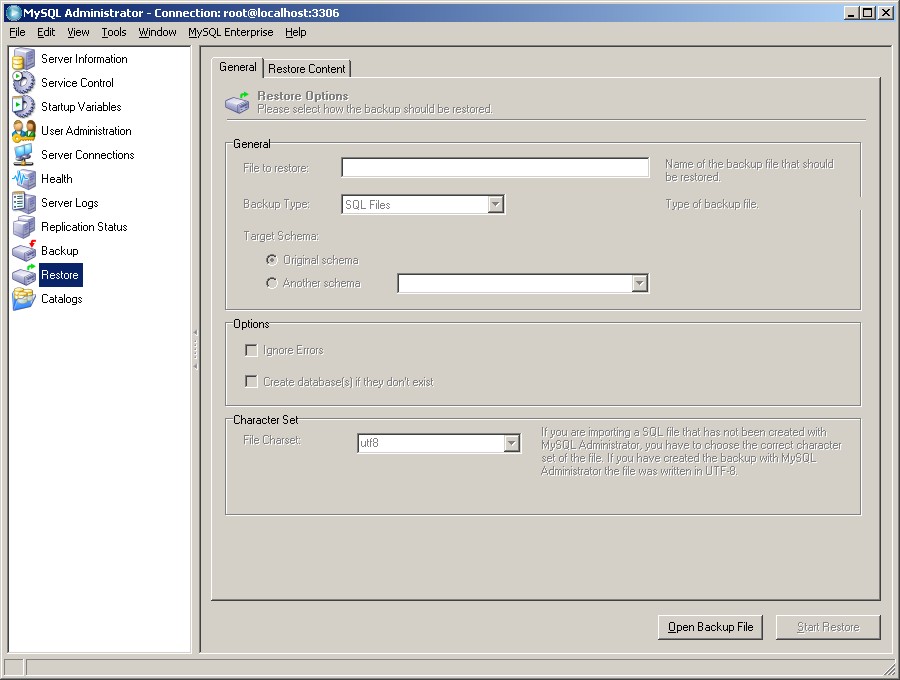 MySQL Administrator - Connection: root@localhost:3306
File Edit View Tools Window MySQL Enterprise Help
Server Information
Service Control
Startup Variables
User Administration
Server Connections
Health
Server Logs
Replication Status
Backup
Restore
Catalogs
General Restore Content
Restore Options
Please select how the backup should be restored.
General
File to restore:
Name of the backup file that should
be restored.
Backup Type: SQL Files Type of backup file.
Target Schema:
Original schema
Another schema
Options
Ignore Errors
Create database(s) if they don't exist
Character Set
File Charset: utf8
If you are importing a SQL file that has not been created with
MySQL Administrator, you have to choose the correct character
set of the file. If you have created the backup with MySQL
Administrator the file was written in UTF-8.
Open Backup File Start Restore